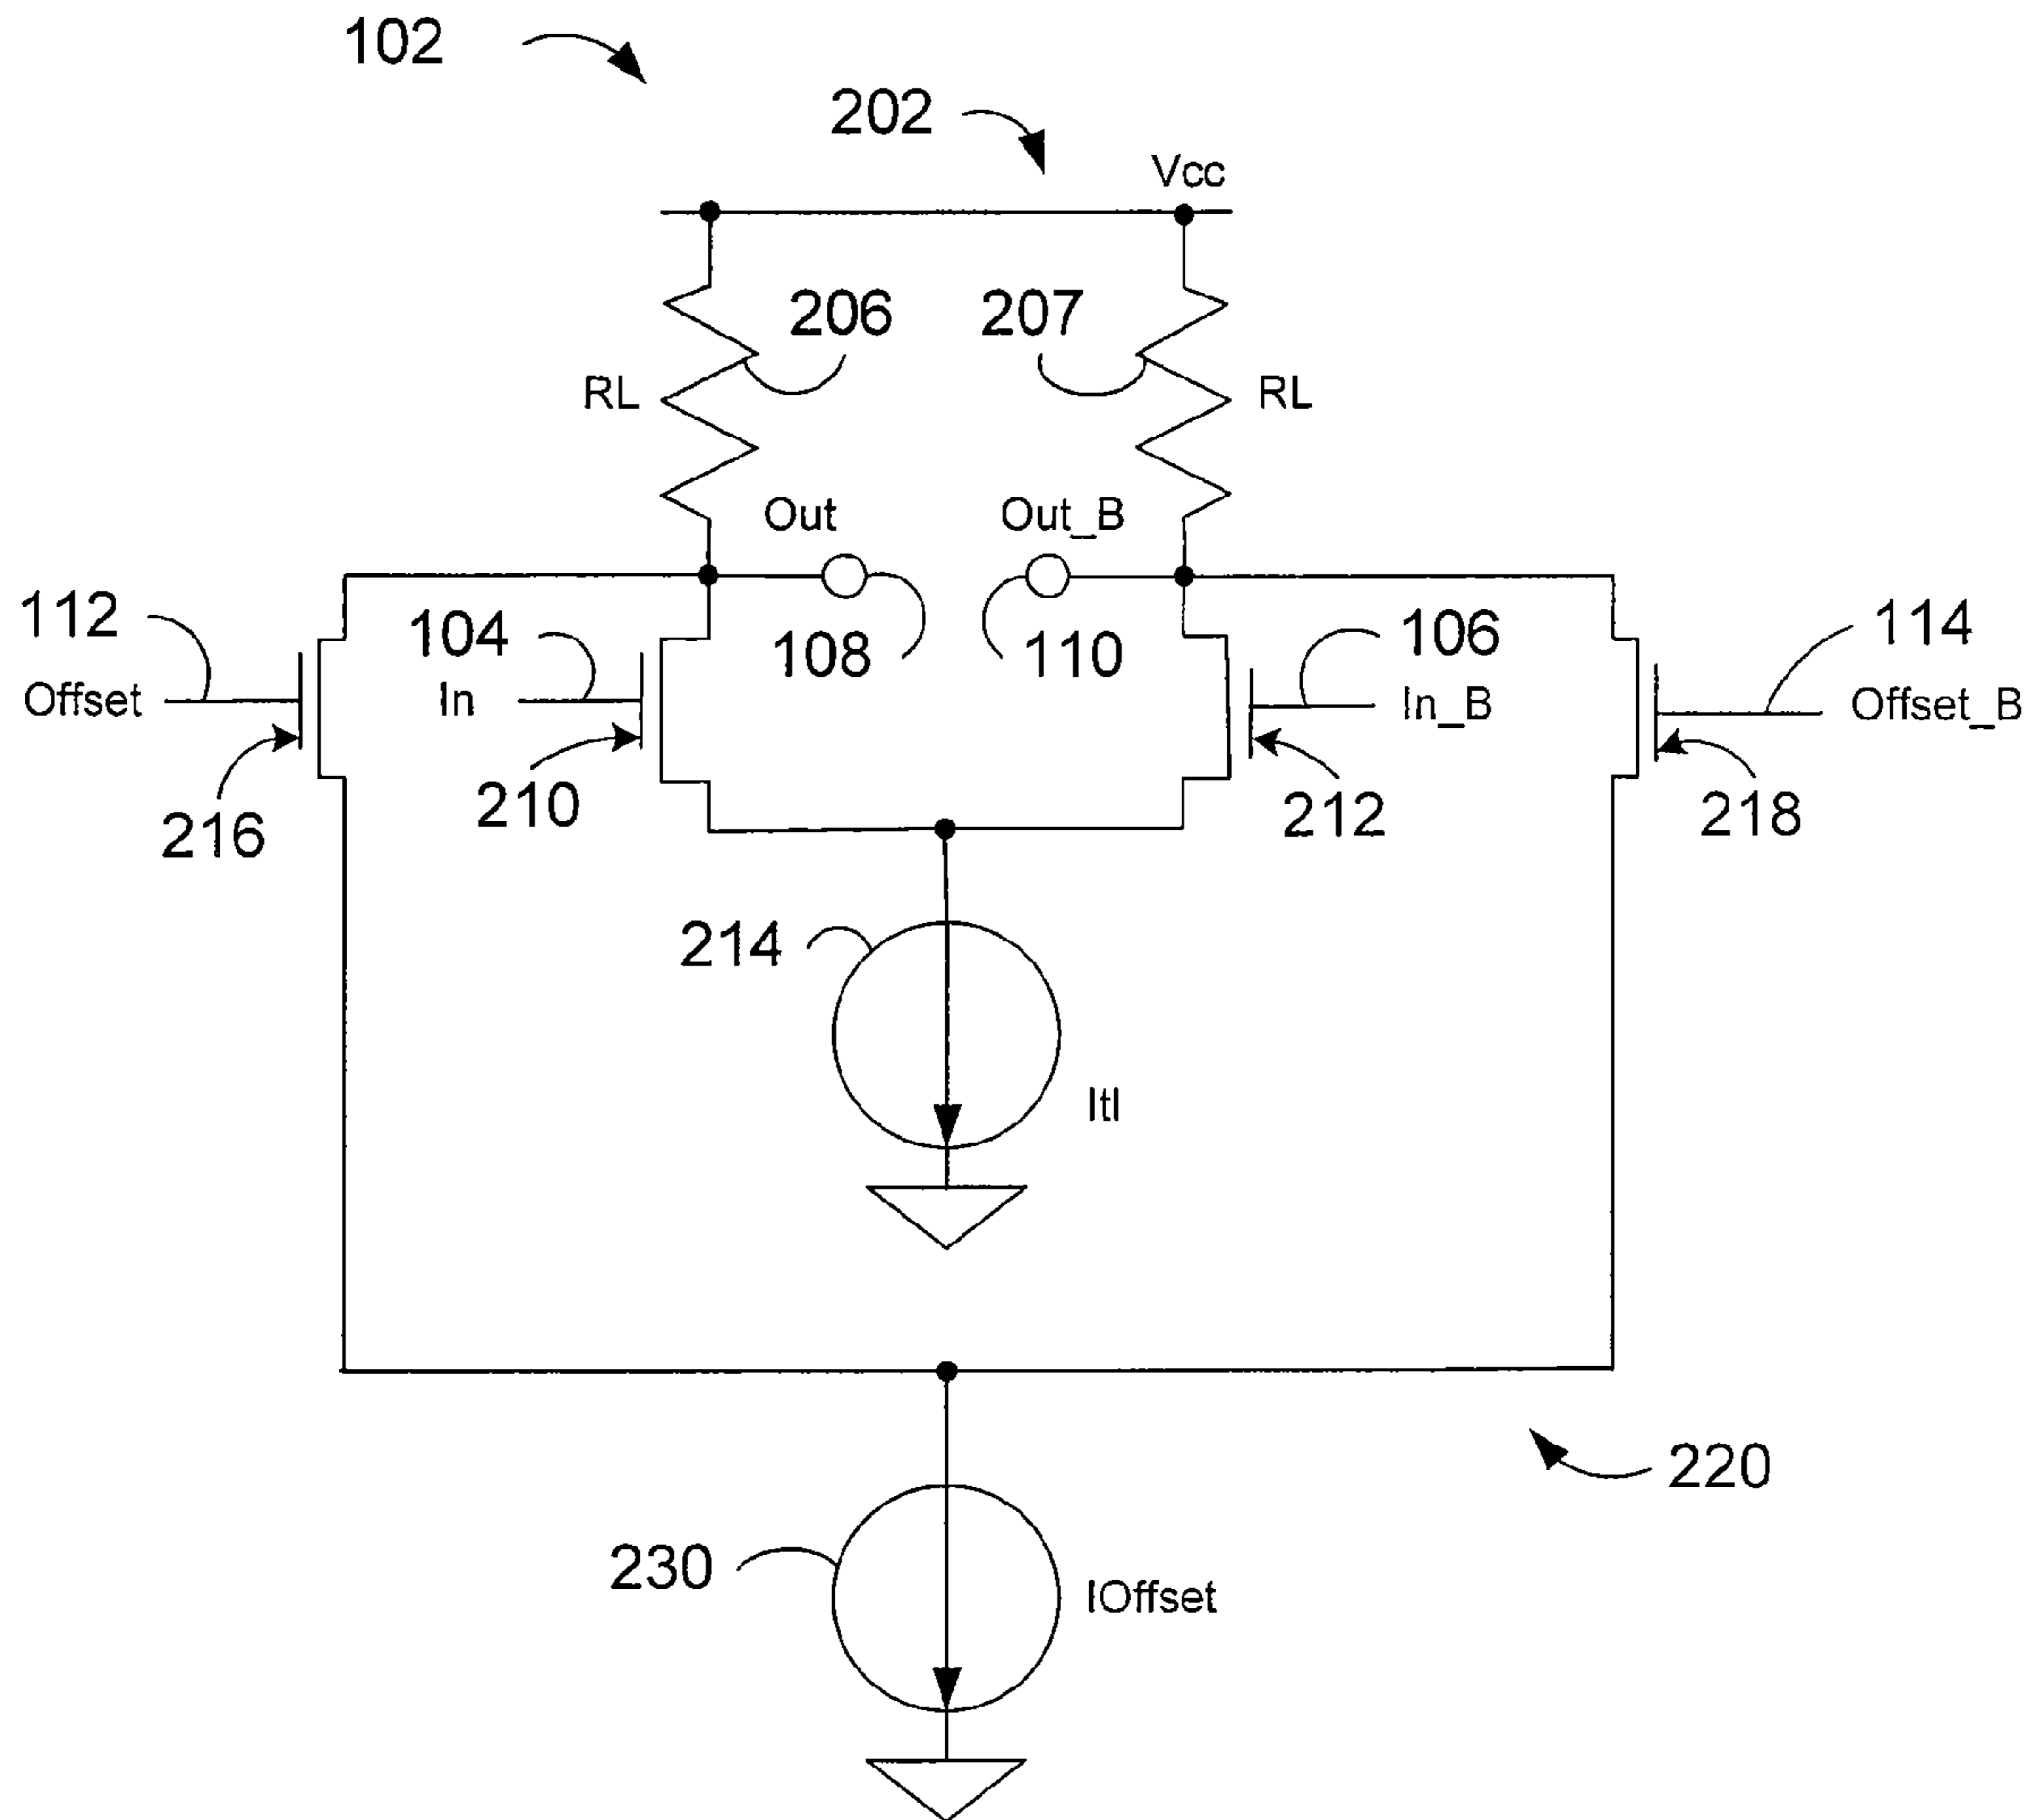 102
202
Vcc
206
207
RL
RL
Out
Out_B
112
104
108
110
106
114
Offset
In
In_B
Offset_B
216
210
212
218
214
Itl
220
230
IOffset